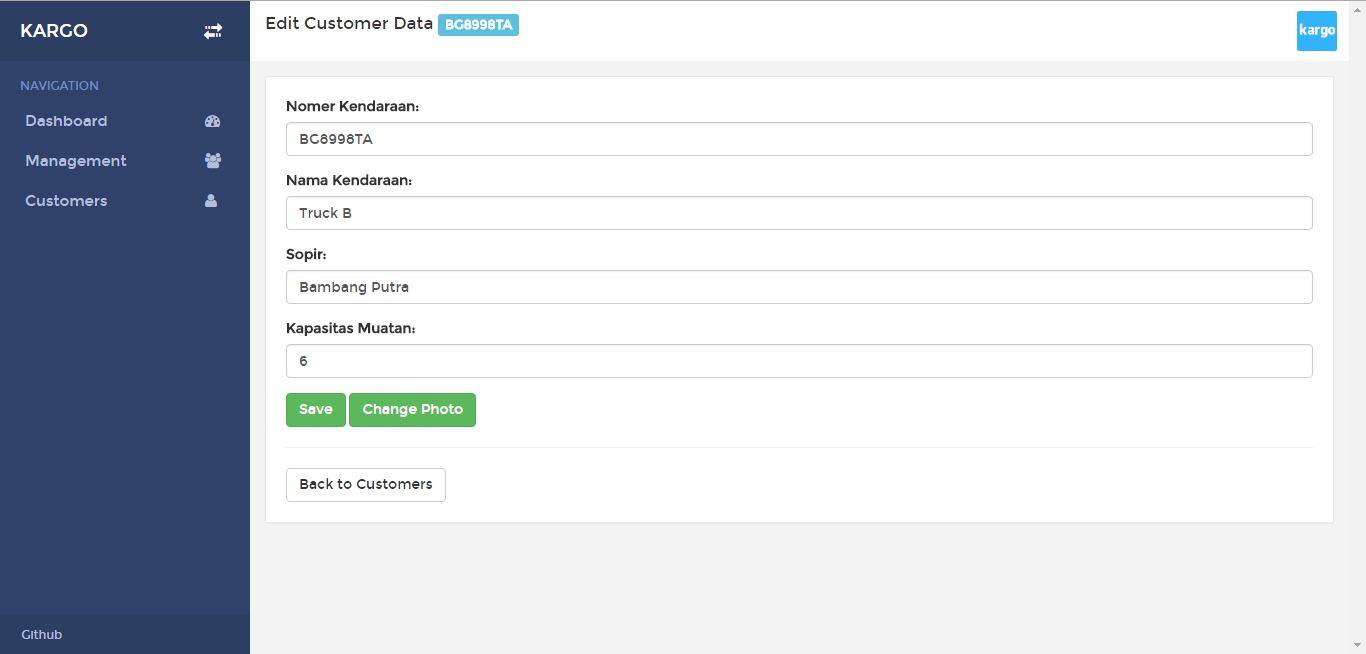 KARGO
NAVIGATION
Dashboard
Management
Customers
Github
Edit Customer Data BG8998TA
kargo
Nomer Kendaraan:
BG8998TA
Nama Kendaraan:
Truck B
Sopir:
Bambang Putra
Kapasitas Muatan:
6
Save Change Photo
Back to Customers